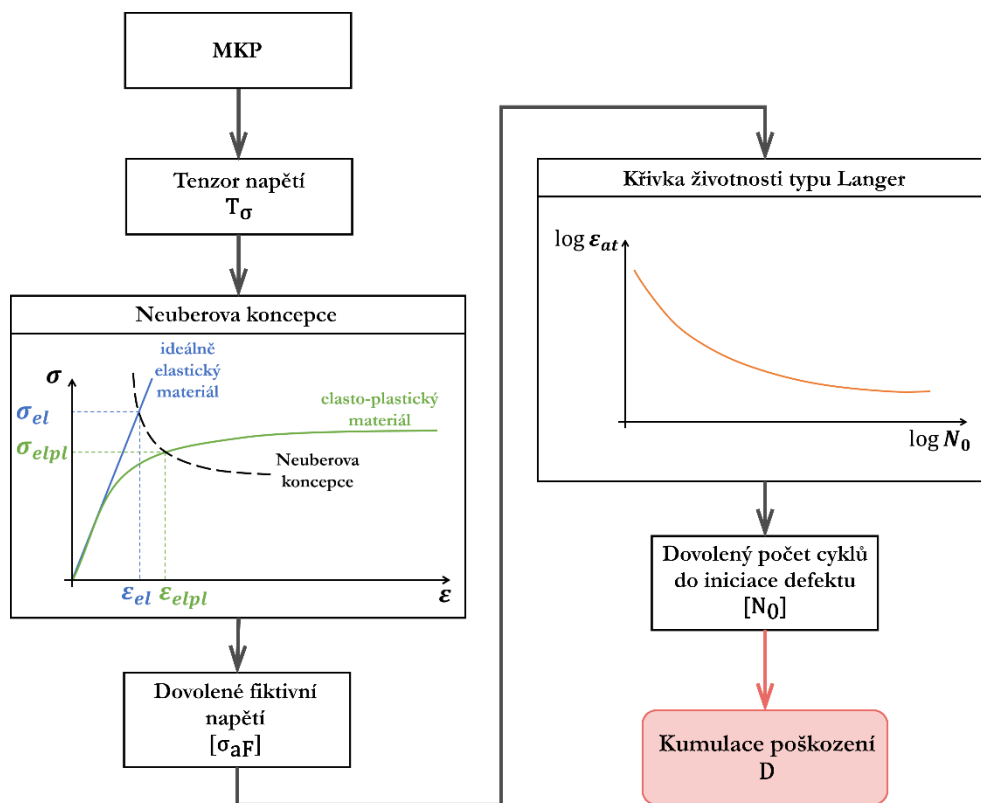 MKP
Tenzor napětí
Tσ
Neuberova koncepce
ideálně
elastický
materiál
σ
σel
elasto-plastický
materiál
σelpl
Neuberova
koncepce
εel
εelpl
ε
Dovolené fiktivní
napětí
[σaF]
Křivka životnosti typu Langer
log εat
log N0
Dovolený počet cyklů
do iniciace defektu
[N0]
Kumulace poškození
D